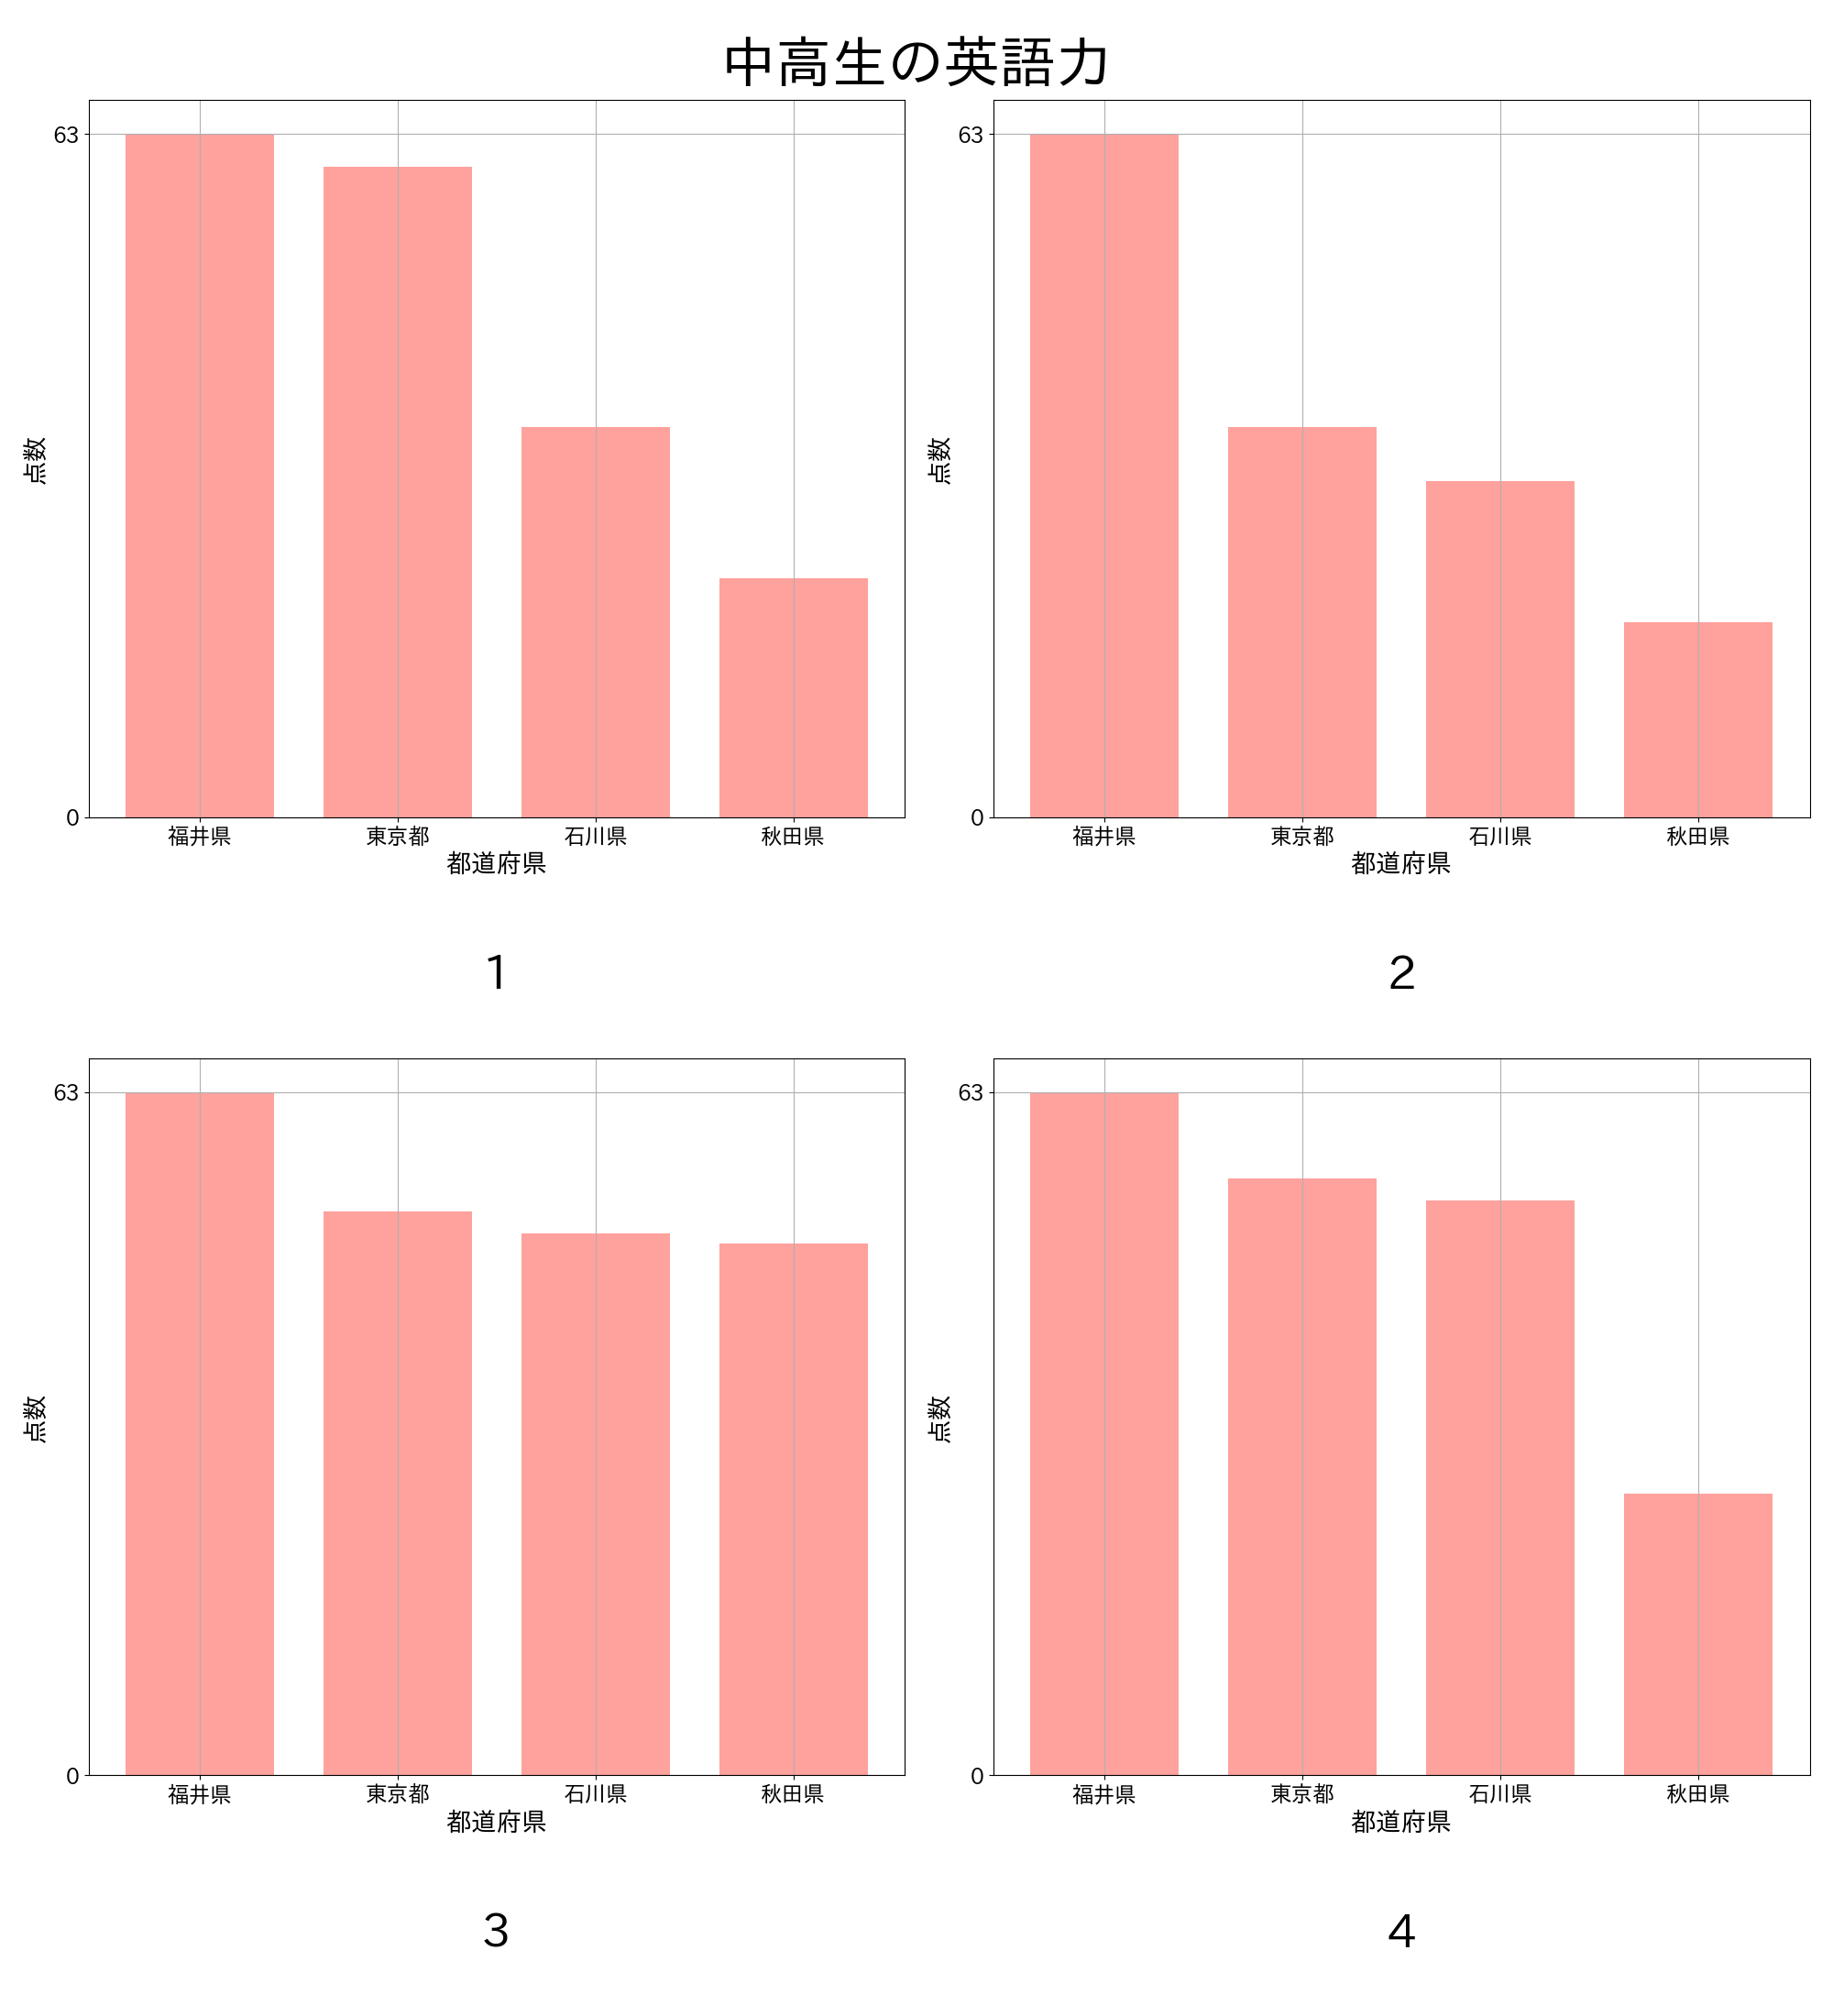 中高生の英語力
63
点数
0
福井県 東京都 石川県 秋田県
都道府県
1
63
点数
0
福井県 東京都 石川県 秋田県
都道府県
2
63
点数
0
福井県 東京都 石川県 秋田県
都道府県
3
63
点数
0
福井県 東京都 石川県 秋田県
都道府県
4